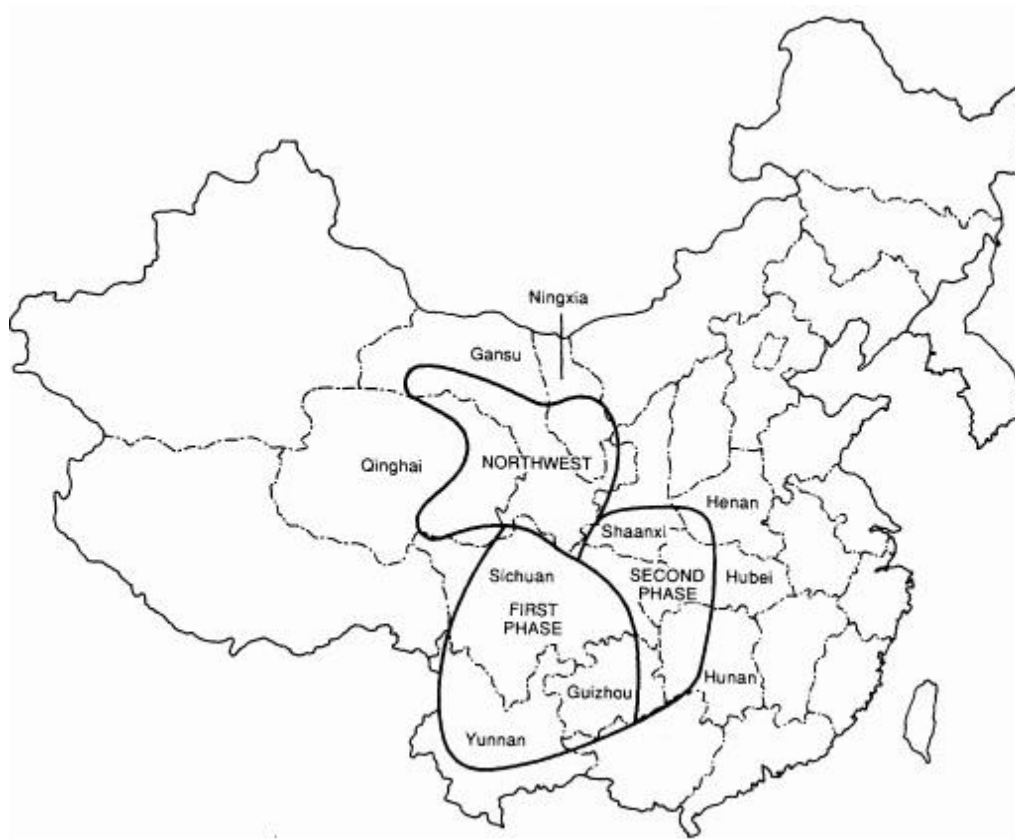 Ningxia
Gansu
Qinghai
NORTHWEST
Henan
Shaanxi
Sichuan
SECOND
PHASE
Hubei
FIRST
PHASE
Guizhou
Hunan
Yunnan